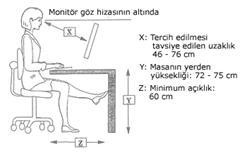 Monitör göz hizasının altında
X: Tercih edilmesi
tavsiye edilen uzaklık
46 - 76 cm
Y: Masanın yerden
yüksekliği: 72 - 75 cm
Z: Minimum açıklık:
60 cm
X
Y
Z